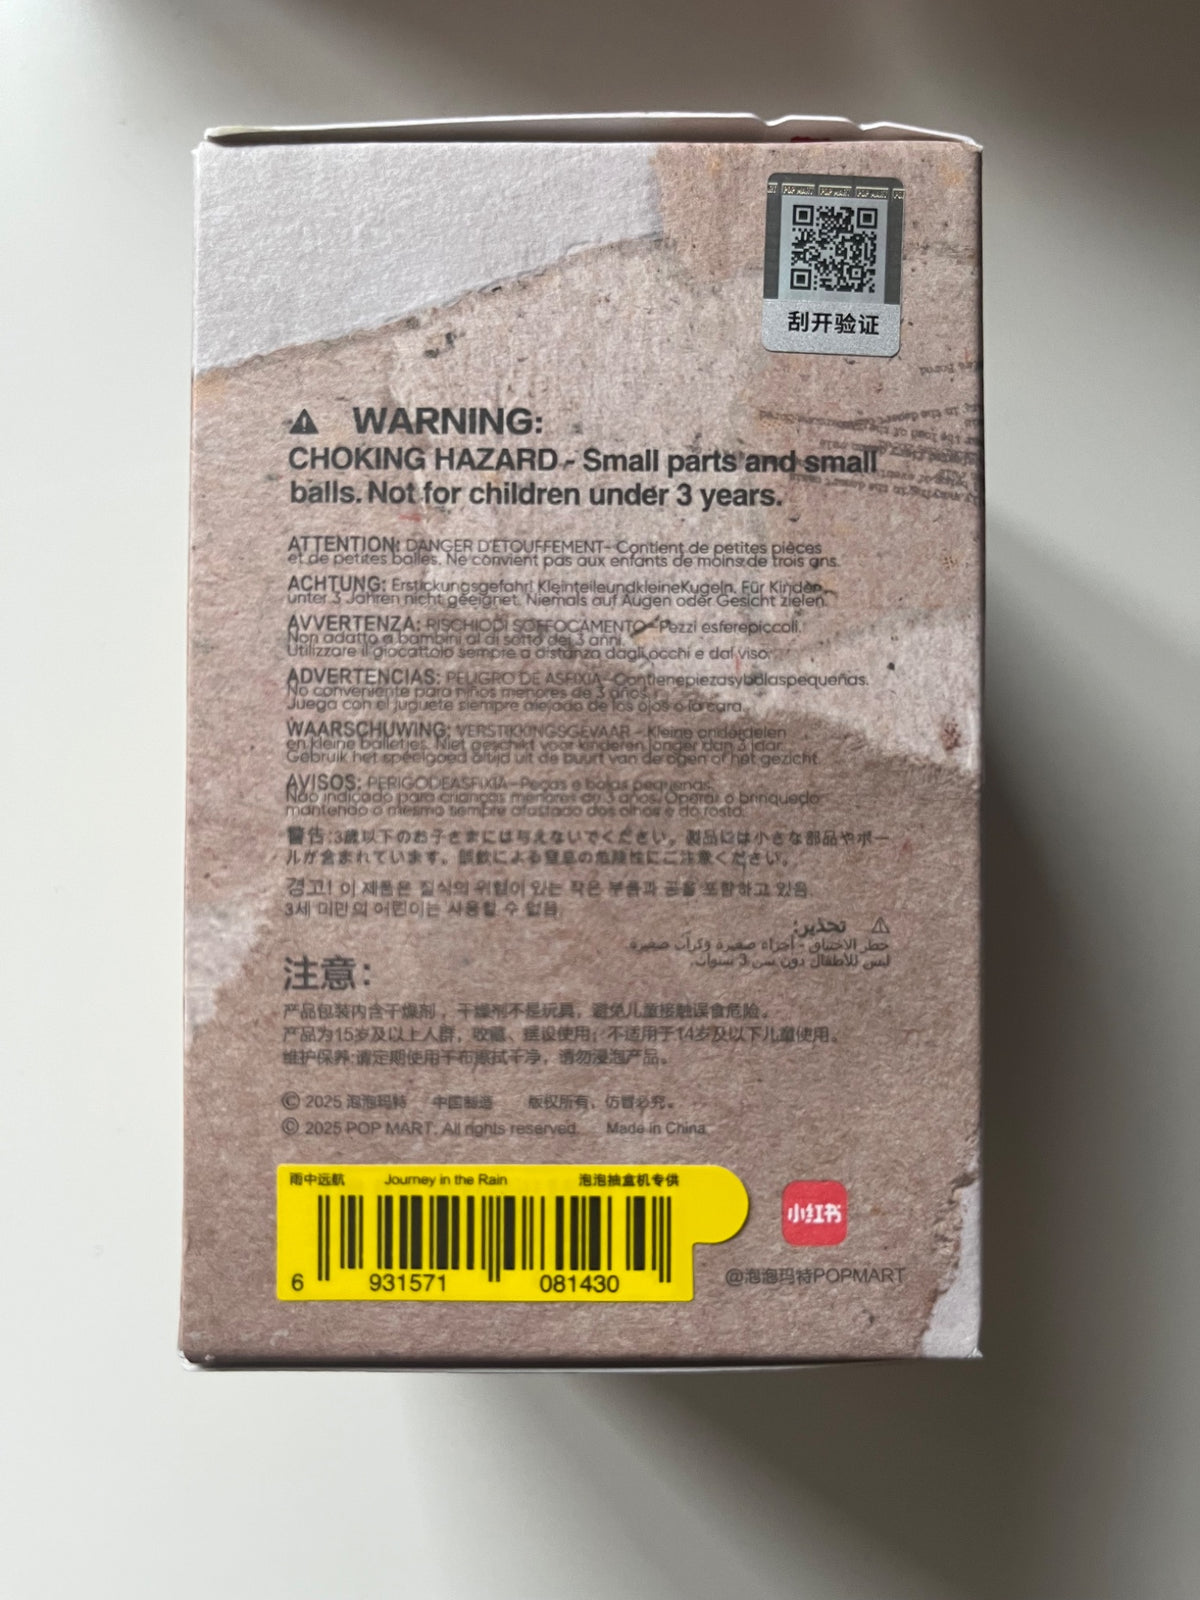 POP MART POP MART POP MART
刮开验证
WARNING:
CHOKING HAZARD - Small parts and small
balls. Not for children under 3 years.
ATTENTION: DANGER D'ETOUFFEMENT-Contient de petites pièces
et de petites balles. Ne convient pas aux enfants de moins de trois ans.
ACHTUNG: Erstickungsgefahr! KleinteileundkleineKugeln. Für Kinder
unter 3 Jahren nicht geeignet. Niemals auf Augen oder Gesicht zielen.
AVVERTENZA: RISCHIODI SOFFOCAMENTO-Pezzi esferepiccoli.
Non adatto a bambini al di sotto dei 3 anni.
Utilizzare il giocattolo sempre a distanza dagli occhi e dal viso.
ADVERTENCIAS: PELIGRO DE ASFIXIA-Contienepiezasybolaspequeñas.
No conveniente para niños menores de 3 años.
Juega con el juguete siempre alejado de los ojos o la cara.
WAARSCHUWING: VERSTIKKINGSGEVAAR - Kleine onderdelen
en kleine balletjes. Niet geschikt voor kinderen jonger dan 3 jaar.
Gebruik het speelgoed altijd uit de buurt van de ogen of het gezicht.
AVISOS: PERIGODEASFIXIA-Peças e bolas pequenas.
Não indicado para crianças menores de 3 anos. Operar o brinquedo
mantendo o mesmo sempre afastado dos olhos e do rosto.
警告:3歳以下のお子さまには与えないでください。製品には小さな部品やボー
ルが含まれています。誤飲による窒息の危険性にご注意ください。
경고! 이 제품은 질식의 위험이 있는 작은 부품과 공을 포함하고 있음.
3세 미만의 어린이는 사용할 수 없음.
تحذير:
خطر الاختناق - أجزاء صغيرة وكرات صغيرة
ليس للأطفال دون سن 3 سنوات.
注意：
产品包装内含干燥剂，干燥剂不是玩具，避免儿童接触误食危险。
产品为15岁及以上人群，收藏、摆设使用；不适用于14岁及以下儿童使用。
维护保养:请定期使用干布擦拭干净，请勿浸泡产品。
© 2025 泡泡玛特 中国制造 版权所有，仿冒必究。
© 2025 POP MART. All rights reserved. Made in China
雨中远航 Journey in the Rain 泡泡抽盒机专供
6 931571 081430
小红书
@泡泡玛特POPMART